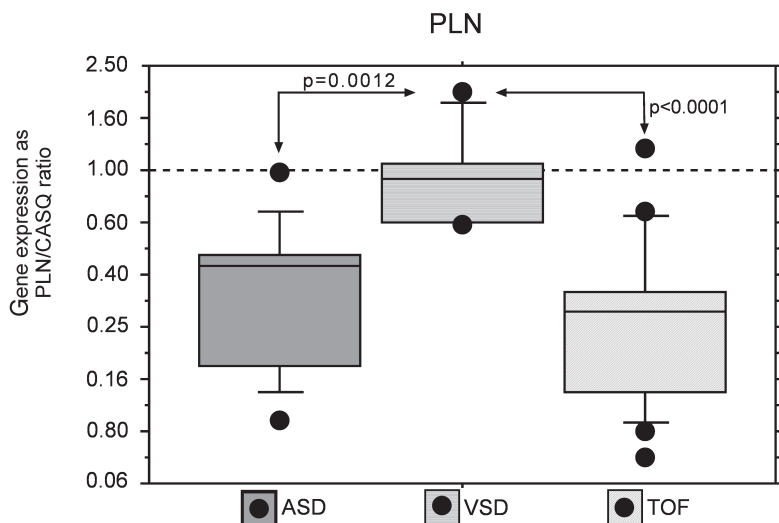 PLN
Gene expression as
PLN/CASQ ratio
2.50
1.60
1.00
0.60
0.40
0.25
0.16
0.80
0.06
p=0.0012
p<0.0001
ASD
VSD
TOF